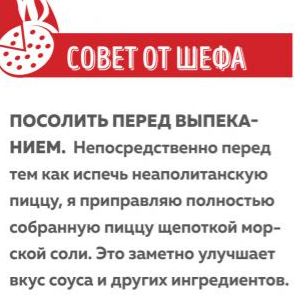 СОВЕТ ОТ ШЕФА
ПОСОЛИТЬ ПЕРЕД ВЫПЕКА-
НИЕМ. Непосредственно перед
тем как испечь неаполитанскую
пиццу, я приправляю полностью
собранную пиццу щепоткой мор-
ской соли. Это заметно улучшает
вкус соуса и других ингредиентов.